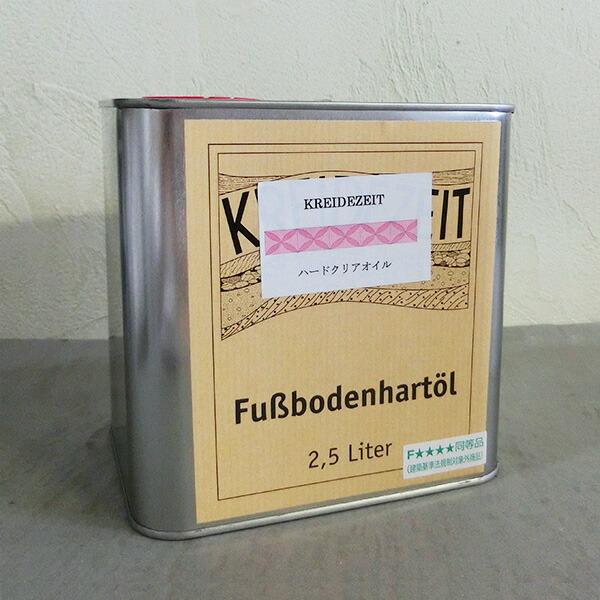 KREIDEZEIT
ハードクリアオイル
Fußbodenhartöl
2,5 Liter
F★★★★同等品
(建築基準法規制対象外商品)